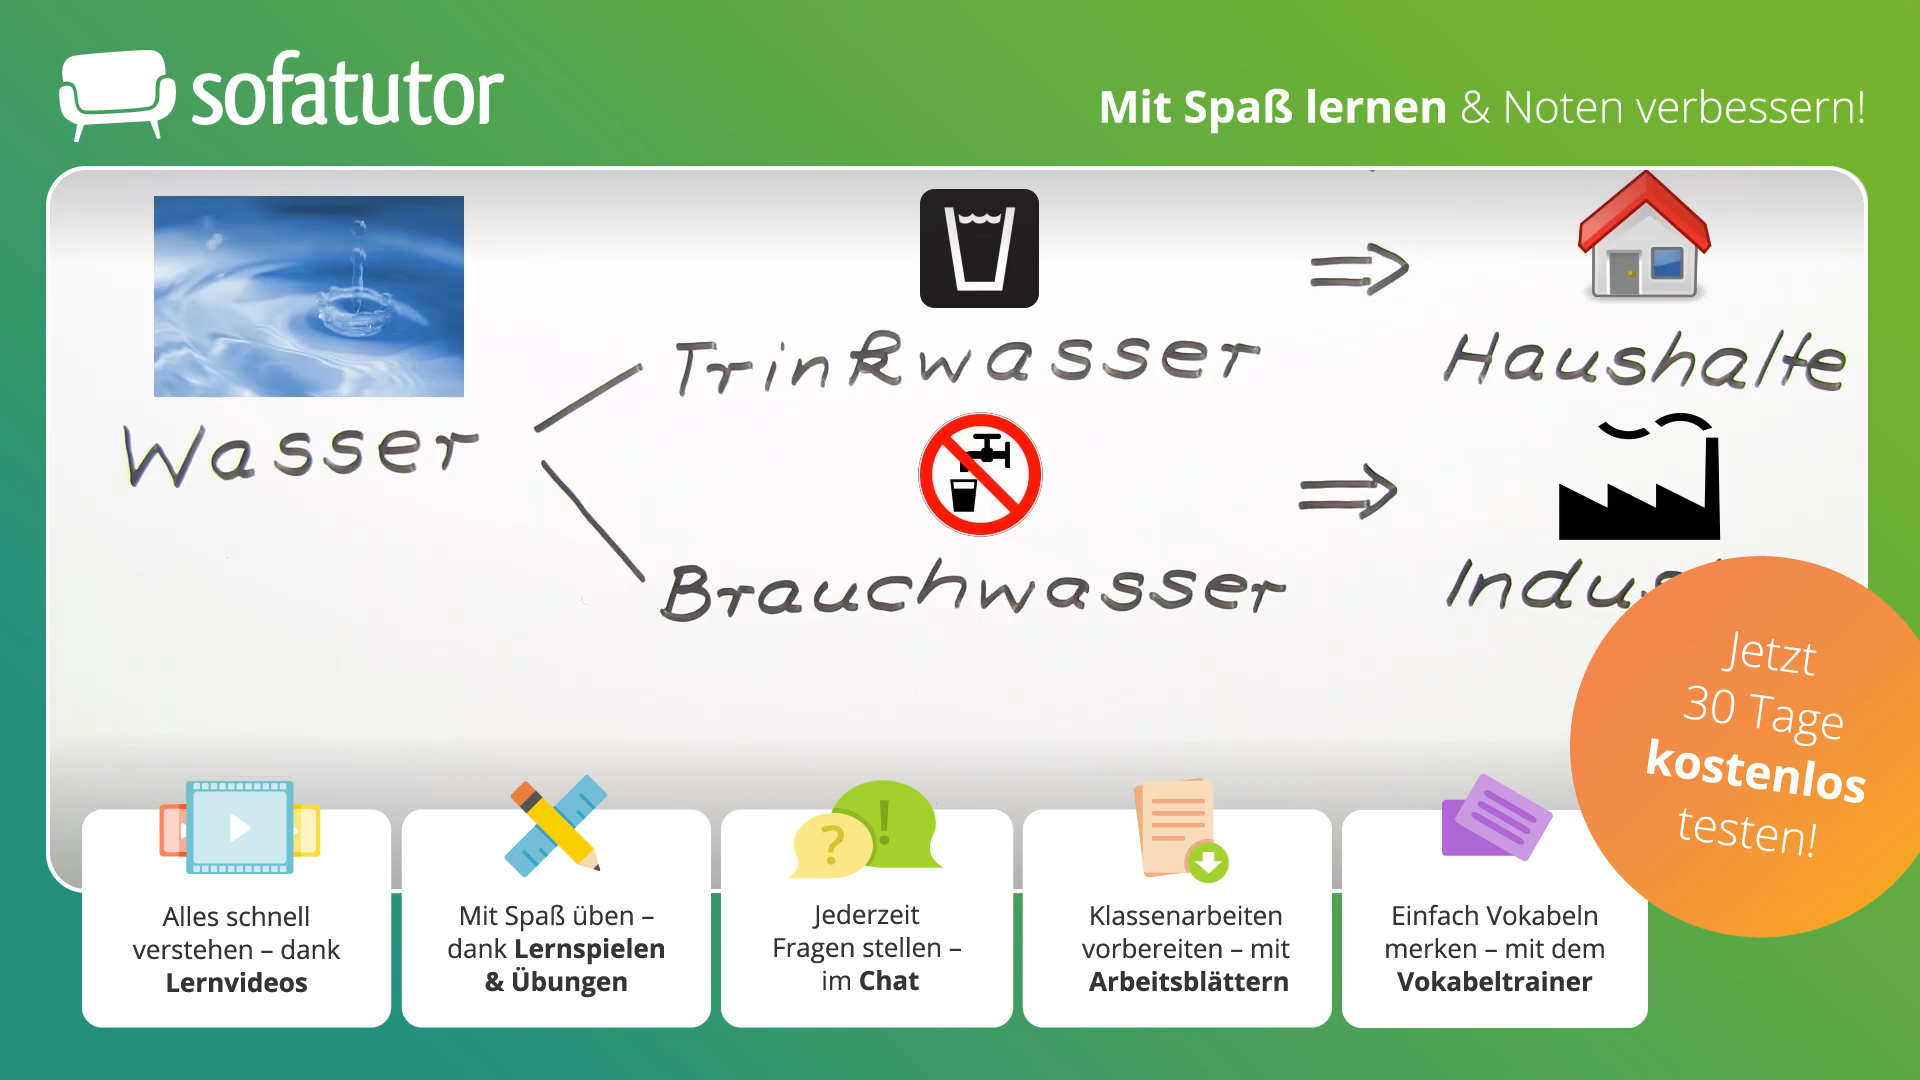 sofatutor
Mit Spaß lernen & Noten verbessern!
Trinkwasser
Haushalte
Wasser
Brauchwasser
Jetzt
30 Tage
kostenlos
testen!
?
!
Alles schnell
verstehen – dank
Lernvideos
Mit Spaß üben –
dank Lernspielen
& Übungen
Jederzeit
Fragen stellen –
im Chat
Klassenarbeiten
vorbereiten – mit
Arbeitsblättern
Einfach Vokabeln
merken – mit dem
Vokabeltrainer